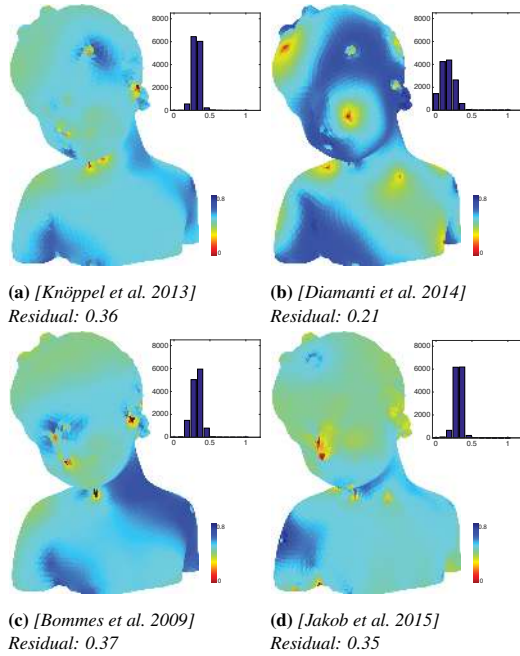 8000
6000
4000
2000
0
0 0.5 1
0.8
0
8000
6000
4000
2000
0
0 0.5 1
0.8
0
(a) [Knöppel et al. 2013]
Residual: 0.36
(b) [Diamanti et al. 2014]
Residual: 0.21
8000
6000
4000
2000
0
0 0.5 1
0.8
0
8000
6000
4000
2000
0
0 0.5 1
0.8
0
(c) [Bommes et al. 2009]
Residual: 0.37
(d) [Jakob et al. 2015]
Residual: 0.35